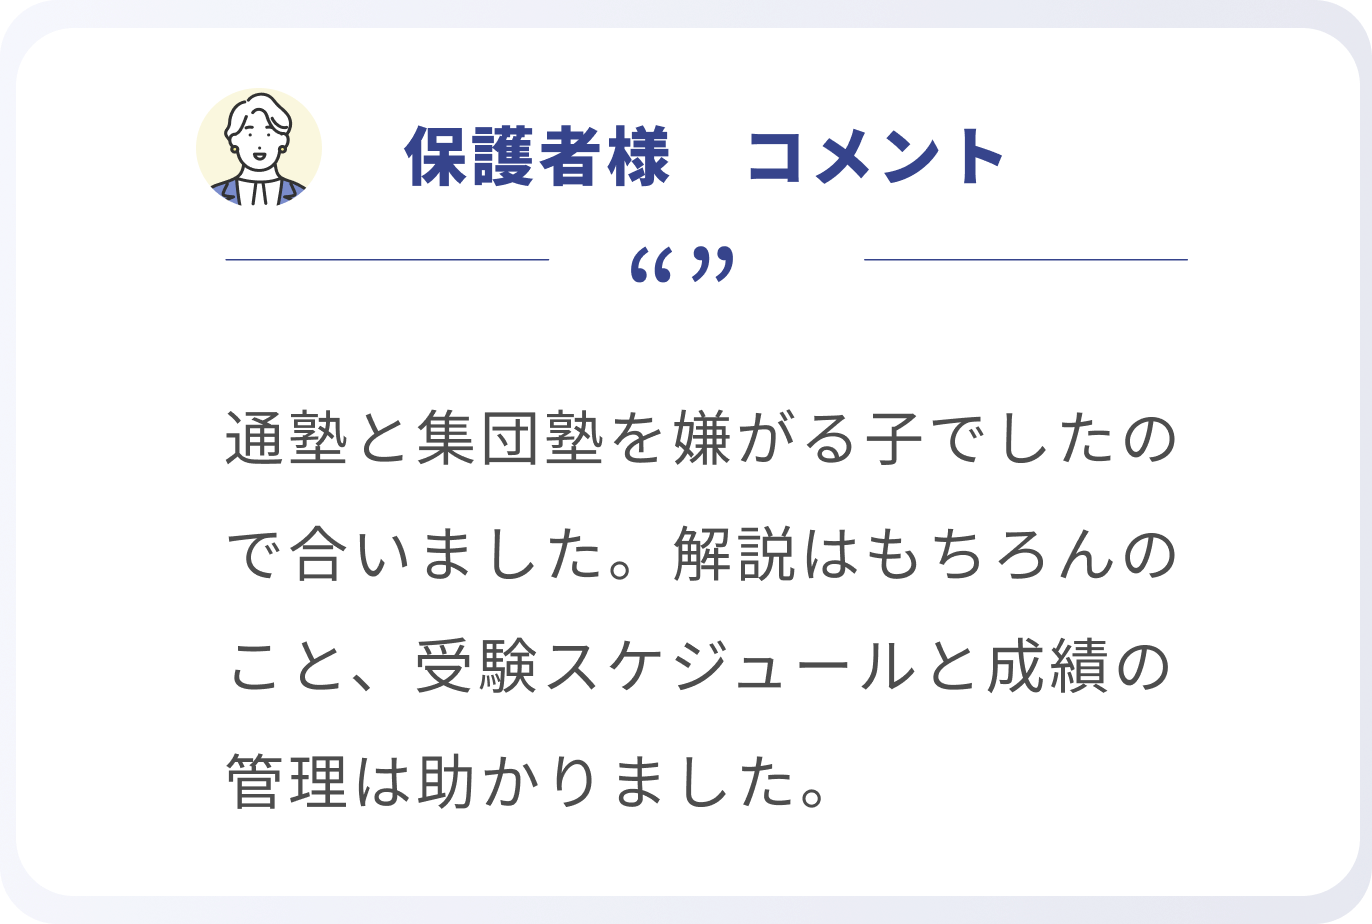 保護者様　コメント
“ ”
通塾と集団塾を嫌がる子でしたの
で合いました。解説はもちろんの
こと、受験スケジュールと成績の
管理は助かりました。